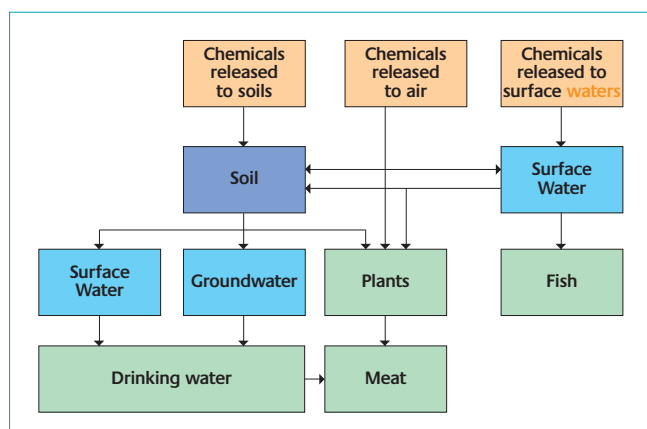 Chemicals
released
to soils
Chemicals
released
to air
Chemicals
released to
surface waters
Soil
Surface
Water
Surface
Water
Groundwater
Plants
Fish
Drinking water
Meat